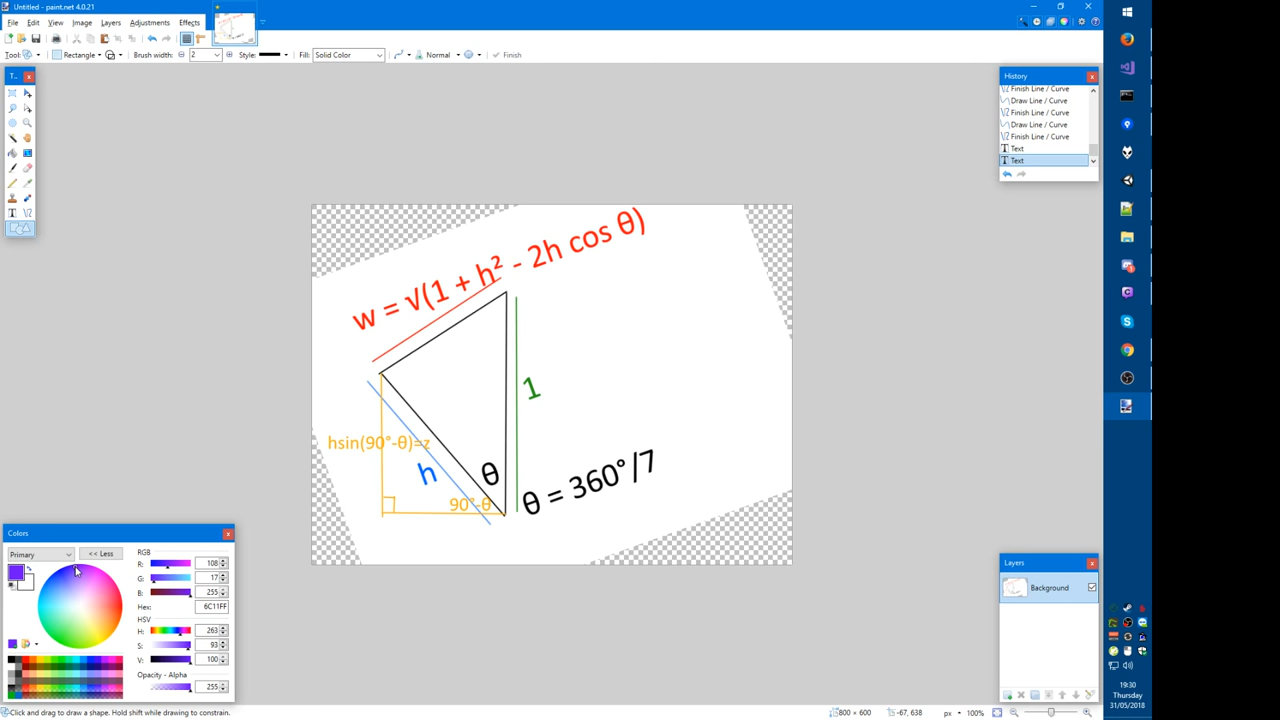 Untitled - paint.net 4.0.21
File Edit View Image Layers Adjustments Effects
Tool: Rectangle Brush width: 2 Style: Fill: Solid Color Normal Finish
T...
History
Finish Line / Curve
Draw Line / Curve
Finish Line / Curve
Draw Line / Curve
Finish Line / Curve
Text
Text
w = √(1 + h² - 2h cos θ)
1
hsin(90°-θ)=z
h
θ
90°-θ
θ = 360°/7
Colors
Primary
<< Less
RGB
R: 108
G: 17
B: 255
Hex: 6C11FF
HSV
H: 263
S: 93
V: 100
Opacity - Alpha
255
Layers
Background
Click and drag to draw a shape. Hold shift while drawing to constrain.
800 × 600
-67, 638
px
100%
19:30
Thursday
31/05/2018